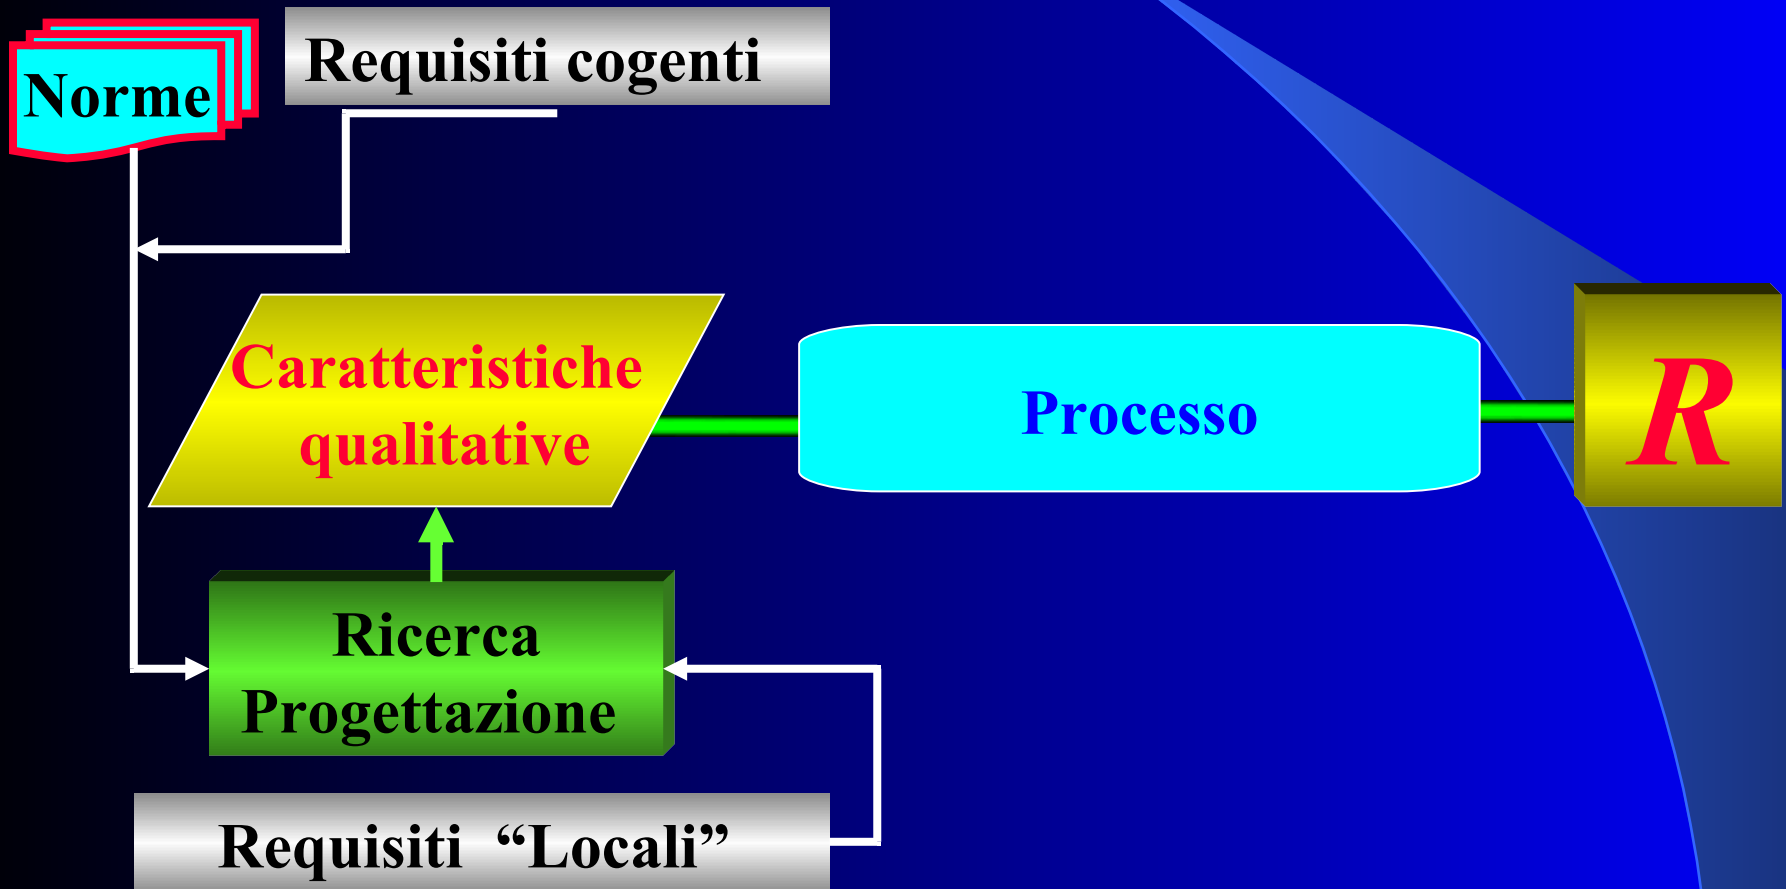 Norme
Requisiti cogenti
Caratteristiche
qualitative
Processo
R
Ricerca
Progettazione
Requisiti “Locali”